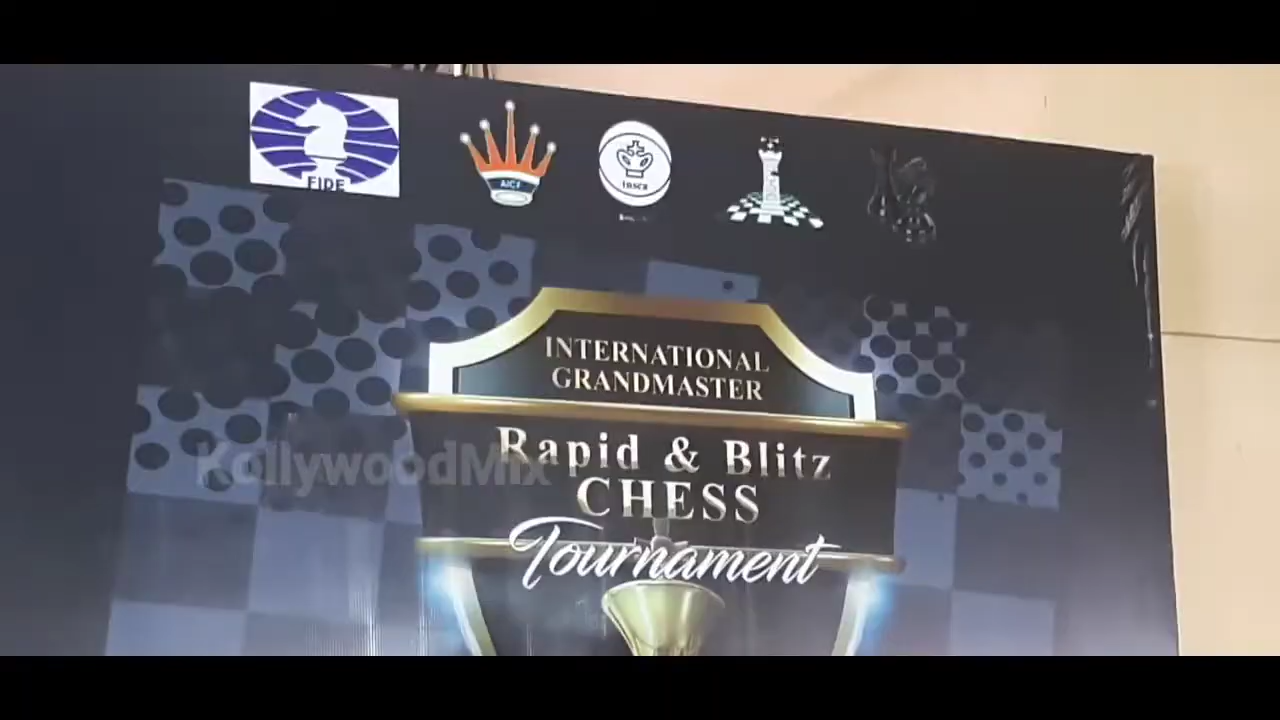 FIDE
AICF
INTERNATIONAL
GRANDMASTER
Rapid & Blitz
CHESS
Tournament
KollywoodMix